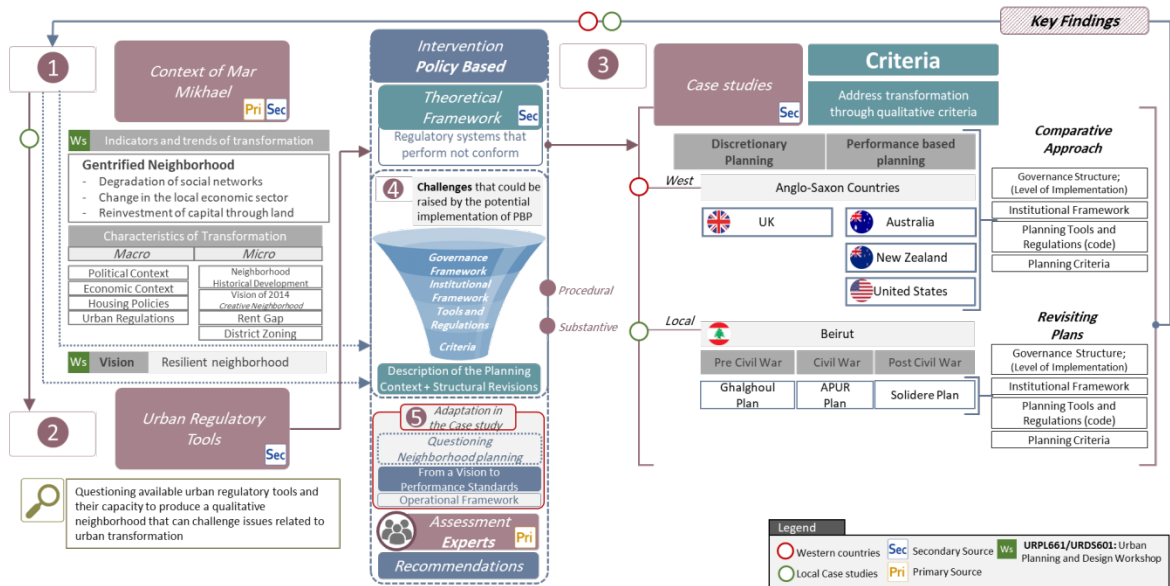 Key Findings
1
Context of Mar
Mikhael
Pri Sec
Ws Indicators and trends of transformation
Gentrified Neighborhood
- Degradation of social networks
- Change in the local economic sector
- Reinvestment of capital through land
Characteristics of Transformation
Macro
Micro
Political Context
Economic Context
Housing Policies
Urban Regulations
Neighborhood
Historical Development
Vision of 2014
Creative Neighborhood
Rent Gap
District Zoning
Ws Vision Resilient neighborhood
2
Urban Regulatory
Tools
Sec
Questioning available urban regulatory tools and
their capacity to produce a qualitative
neighborhood that can challenge issues related to
urban transformation
Intervention
Policy Based
Theoretical
Framework
Sec
Regulatory systems that
perform not conform
4
Challenges that could be
raised by the potential
implementation of PBP
Governance
Framework
Institutional
Framework
Tools and
Regulations
Criteria
Procedural
Substantive
Description of the Planning
Context + Structural Revisions
5
Adaptation in
the Case study
Questioning
Neighborhood planning
From a Vision to
Performance Standards
Operational Framework
Assessment
Experts
Pri
Recommendations
3
Case studies
Sec
Criteria
Address transformation
through qualitative criteria
Discretionary
Planning
Performance based
planning
West
Anglo-Saxon Countries
UK
Australia
New Zealand
United States
Local
Beirut
Pre Civil War
Civil War
Post Civil War
Ghalghoul
Plan
APUR
Plan
Solidere Plan
Comparative
Approach
Governance Structure;
(Level of Implementation)
Institutional Framework
Planning Tools and
Regulations (code)
Planning Criteria
Revisiting
Plans
Governance Structure;
(Level of Implementation)
Institutional Framework
Planning Tools and
Regulations (code)
Planning Criteria
Legend
Western countries
Local Case studies
Sec Secondary Source
Pri Primary Source
Ws URPL661/URDS601: Urban
Planning and Design Workshop